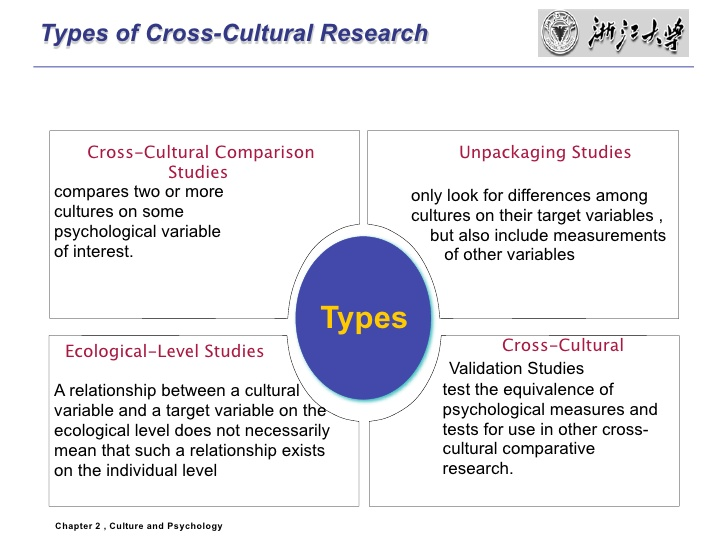 Types of Cross-Cultural Research
浙江大学
Cross-Cultural Comparison
Studies
compares two or more
cultures on some
psychological variable
of interest.
Unpackaging Studies
only look for differences among
cultures on their target variables ,
but also include measurements
of other variables
Types
Ecological-Level Studies
A relationship between a cultural
variable and a target variable on the
ecological level does not necessarily
mean that such a relationship exists
on the individual level
Cross-Cultural
Validation Studies
test the equivalence of
psychological measures and
tests for use in other cross-
cultural comparative
research.
Chapter 2 , Culture and Psychology